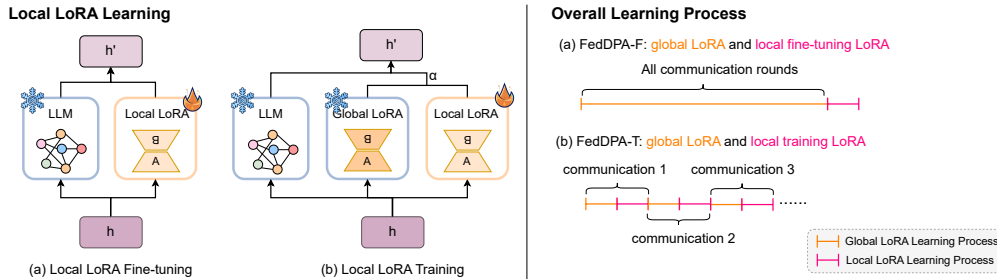 Local LoRA Learning
h'
LLM
Local LoRA
B
A
h
(a) Local LoRA Fine-tuning
h'
α
LLM
Global LoRA
Local LoRA
B
A
B
A
h
(b) Local LoRA Training
Overall Learning Process
(a) FedDPA-F: global LoRA and local fine-tuning LoRA
All communication rounds
(b) FedDPA-T: global LoRA and local training LoRA
communication 1
communication 3
......
communication 2
Global LoRA Learning Process
Local LoRA Learning Process